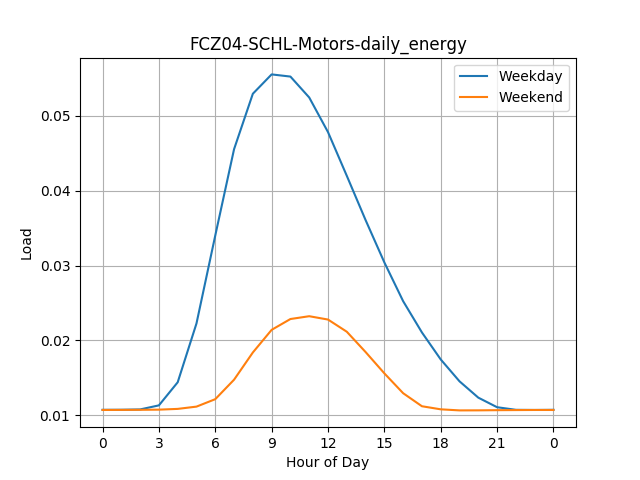 FCZ04-SCHL-Motors-daily_energy
Weekday
Weekend
0.05
0.04
0.03
0.02
0.01
Load
0 3 6 9 12 15 18 21 0
Hour of Day